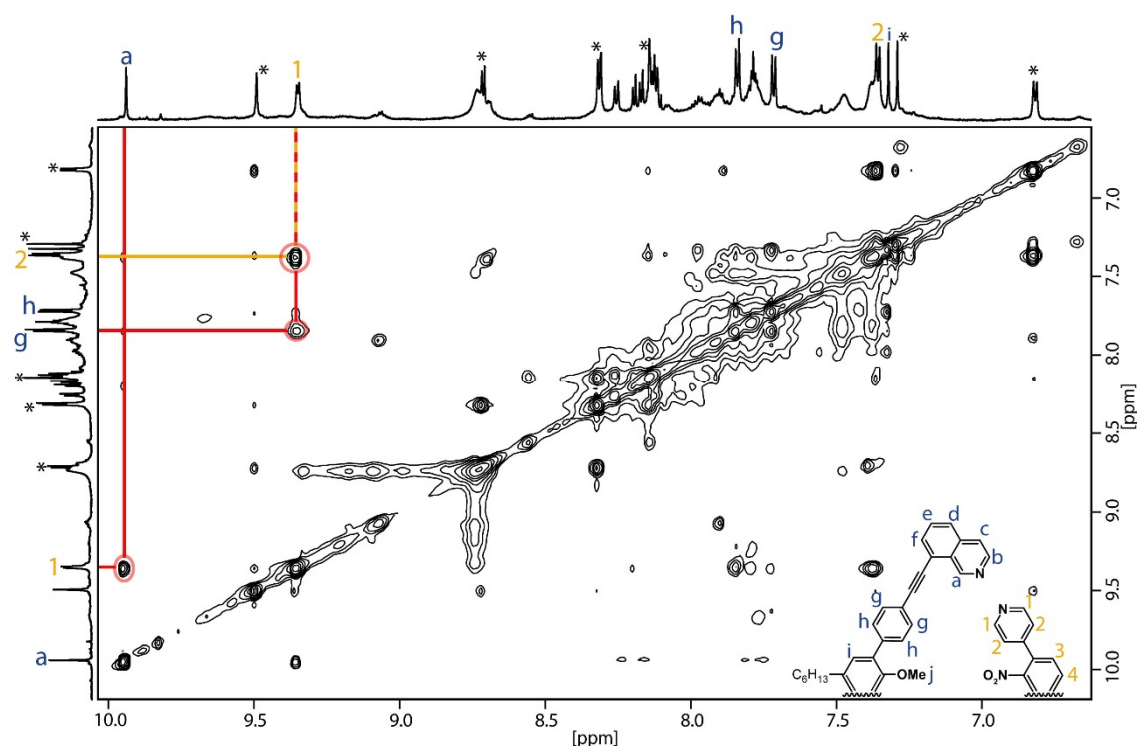 a * 1 * * * h g 2 i *
*
*
2
h
g
*
*
*
1
a
7.0
7.5
8.0
8.5
9.0
9.5
10.0
[ppm]
10.0 9.5 9.0 8.5 8.0 7.5 7.0
[ppm]
e d
f c
b
a N
g
h g
h
i
C6H13 OMe j
N 1
1 2
2 3
O2N 4